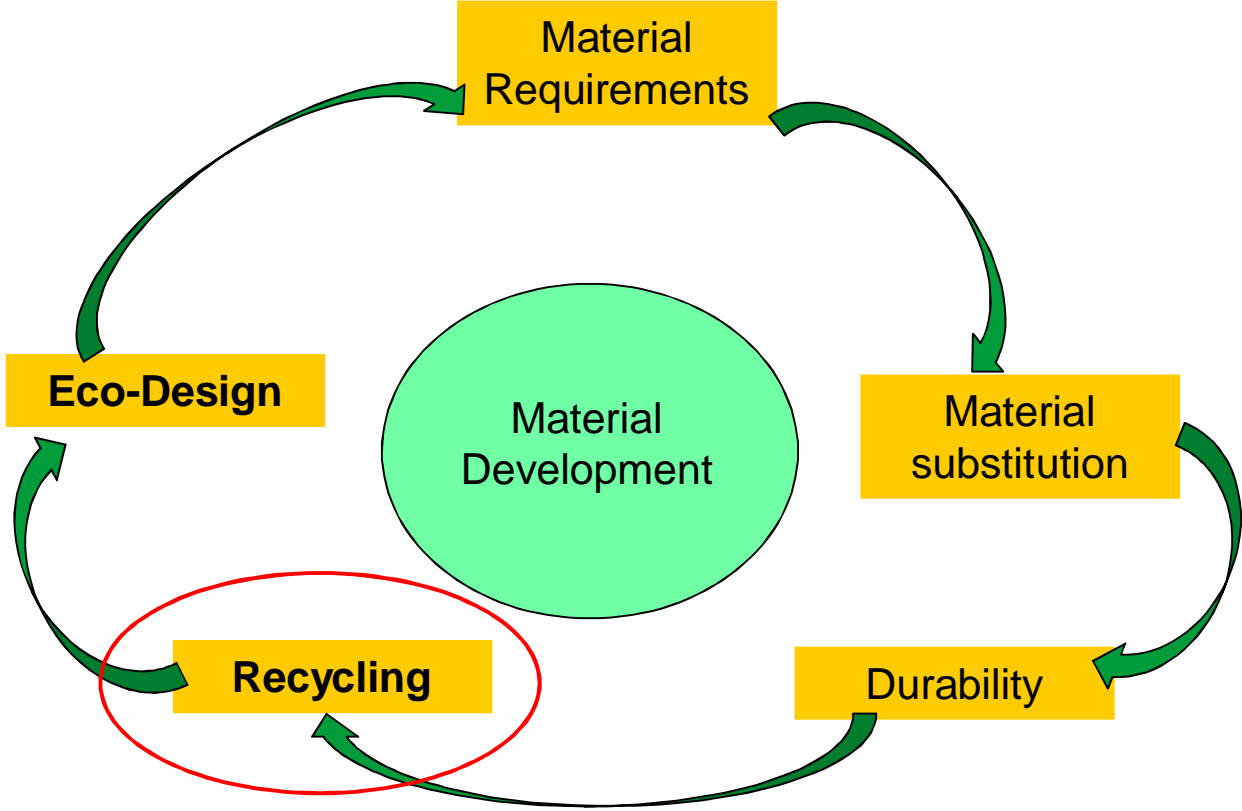 Material
Requirements
Eco-Design
Material
Development
Material
substitution
Recycling
Durability